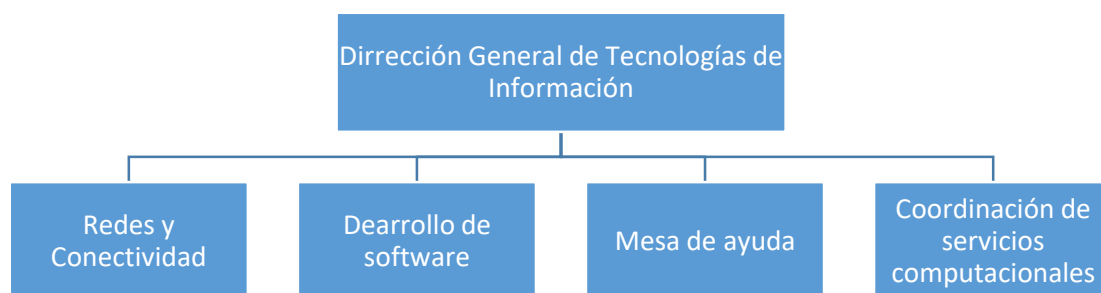 Dirrección General de Tecnologías de
Información
Redes y
Conectividad
Dearrollo de
software
Mesa de ayuda
Coordinación de
servicios
computacionales